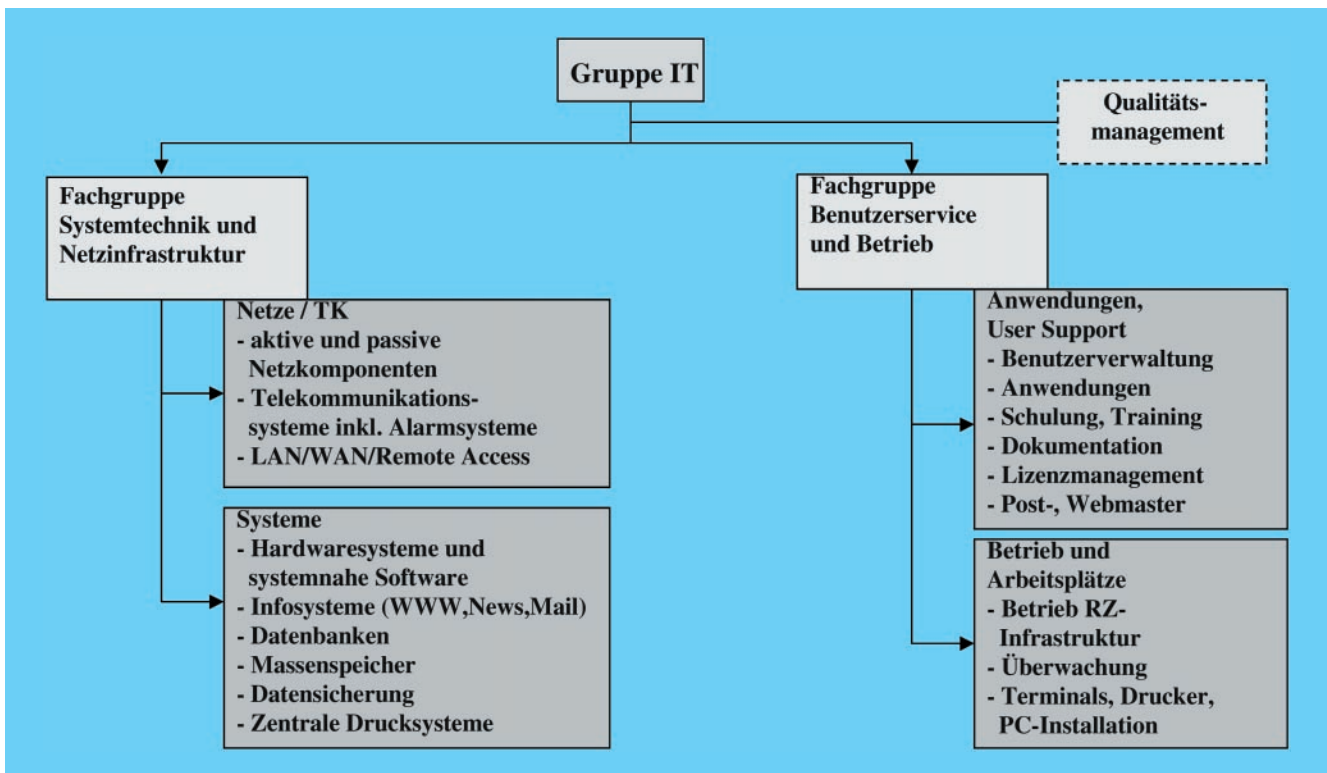 Gruppe IT
Qualitäts-
management
Fachgruppe
Systemtechnik und
Netzinfrastruktur
Fachgruppe
Benutzerservice
und Betrieb
Netze / TK
- aktive und passive
Netzkomponenten
- Telekommunikations-
systeme inkl. Alarmsysteme
- LAN/WAN/Remote Access
Systeme
- Hardwaresysteme und
systemnahe Software
- Infosysteme (WWW,News,Mail)
- Datenbanken
- Massenspeicher
- Datensicherung
- Zentrale Drucksysteme
Anwendungen,
User Support
- Benutzerverwaltung
- Anwendungen
- Schulung, Training
- Dokumentation
- Lizenzmanagement
- Post-, Webmaster
Betrieb und
Arbeitsplätze
- Betrieb RZ-
Infrastruktur
- Überwachung
- Terminals, Drucker,
PC-Installation